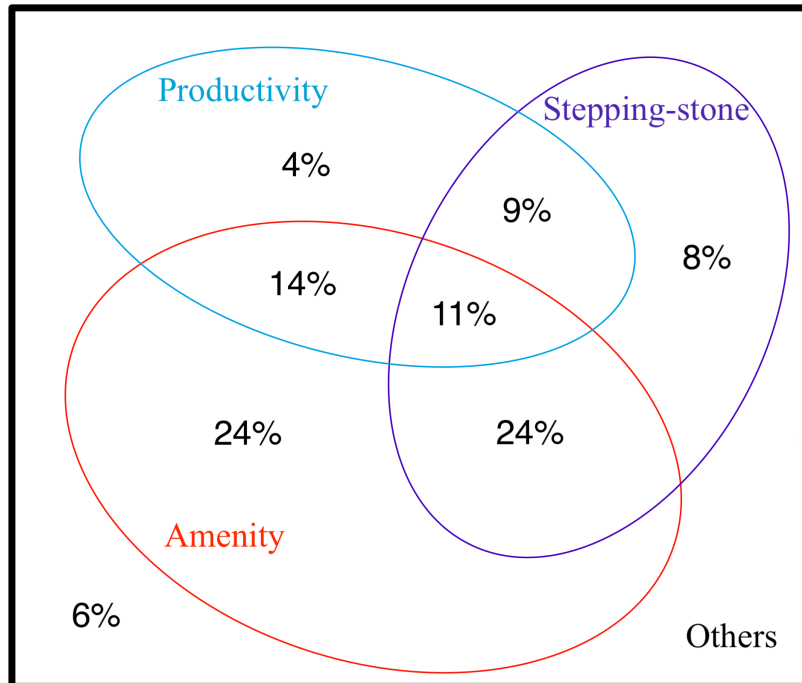 Productivity
Stepping-stone
4%
9%
8%
14%
11%
24%
24%
Amenity
6%
Others